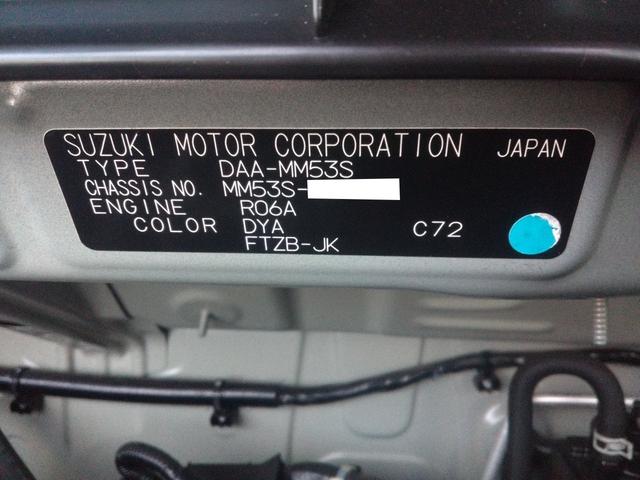 SUZUKI MOTOR CORPORATION JAPAN
TYPE DAA-MM53S
CHASSIS NO. MM53S-
ENGINE R06A
COLOR DYA C72
FTZB-JK